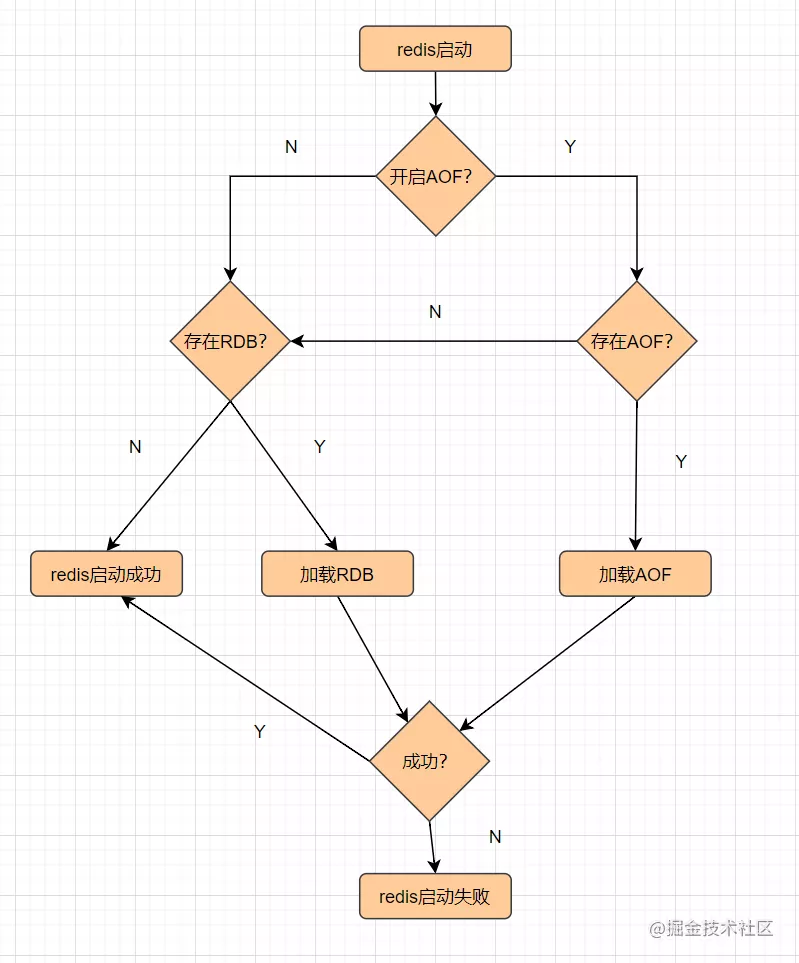 redis启动
N
Y
开启AOF？
N
存在RDB？
存在AOF？
N
Y
Y
redis启动成功
加载RDB
加载AOF
Y
成功？
N
redis启动失败
@掘金技术社区